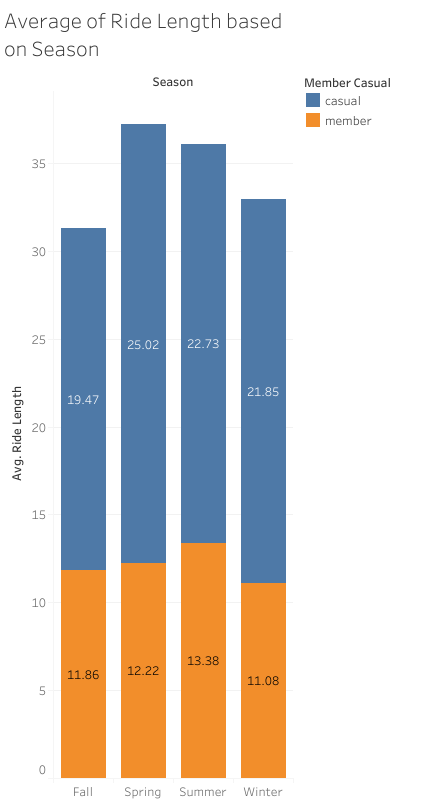 Average of Ride Length based
on Season
Season
Member Casual
casual
member
35
30
25
20
15
10
5
0
Avg. Ride Length
19.47
25.02
22.73
21.85
11.86
12.22
13.38
11.08
Fall
Spring
Summer
Winter